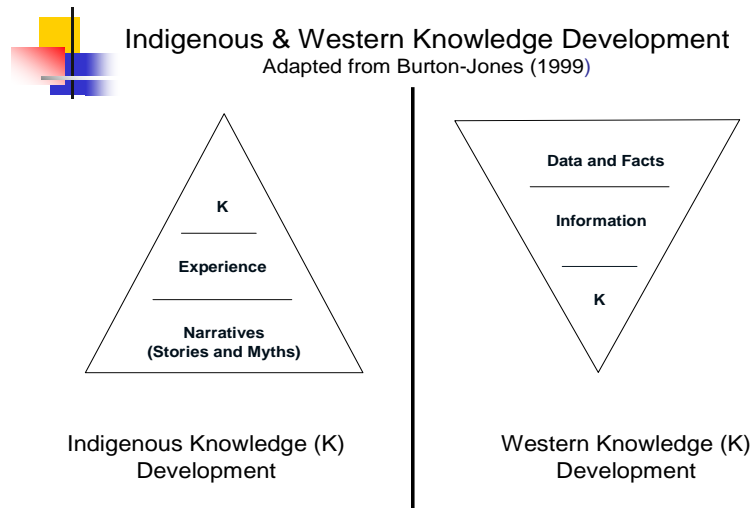 Indigenous & Western Knowledge Development
Adapted from Burton-Jones (1999)
K
Experience
Narratives
(Stories and Myths)
Indigenous Knowledge (K)
Development
Data and Facts
Information
K
Western Knowledge (K)
Development